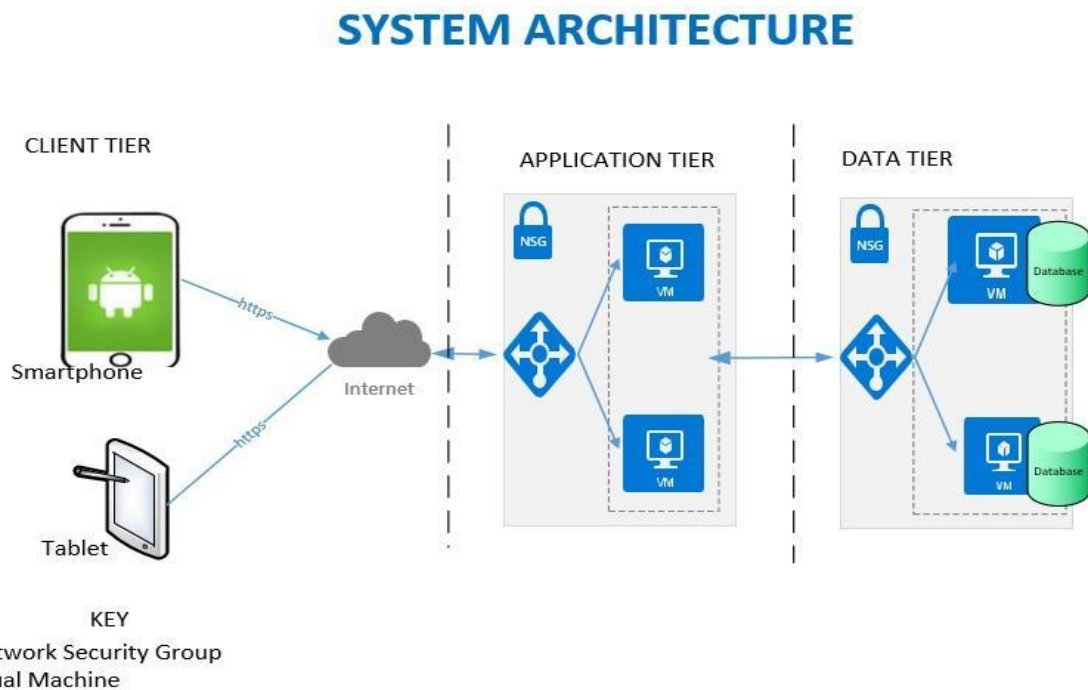 SYSTEM ARCHITECTURE
CLIENT TIER
APPLICATION TIER
DATA TIER
NSG
NSG
VM
VM
Database
https
Smartphone
Internet
https
VM
VM
Database
Tablet
KEY
twork Security Group
ual Machine